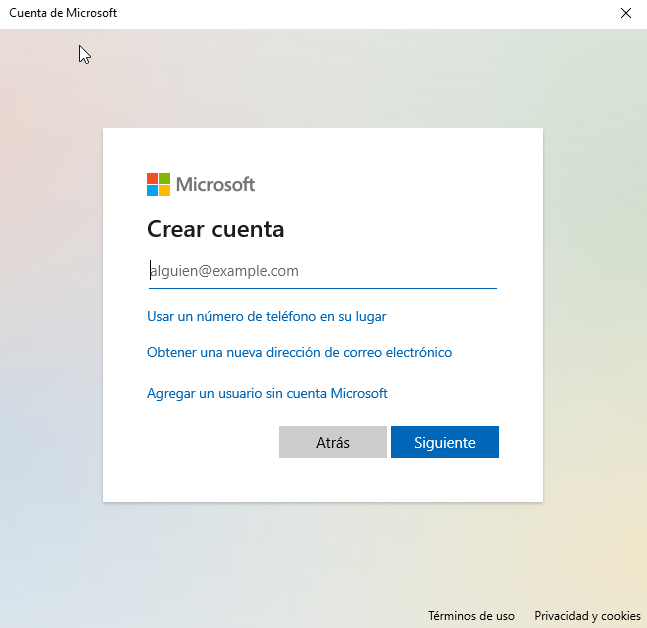 Cuenta de Microsoft
Microsoft
Crear cuenta
alguien@example.com
Usar un número de teléfono en su lugar
Obtener una nueva dirección de correo electrónico
Agregar un usuario sin cuenta Microsoft
Atrás
Siguiente
Términos de uso
Privacidad y cookies